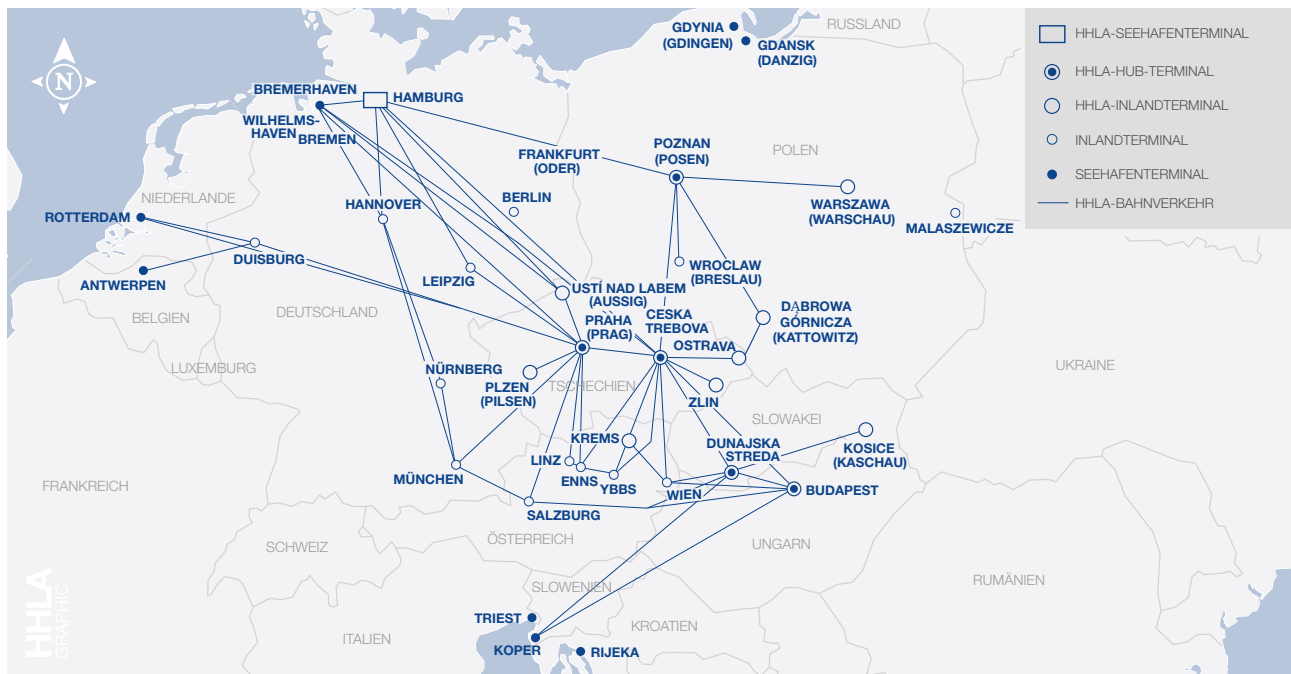 GDYNIA
(GDINGEN)
GDANSK
(DANZIG)
RUSSLAND
HHLA-SEEHAFENTERMINAL
HHLA-HUB-TERMINAL
HHLA-INLANDTERMINAL
INLANDTERMINAL
SEEHAFENTERMINAL
HHLA-BAHNVERKEHR
N
BREMERHAVEN
HAMBURG
WILHELMS-
HAVEN
BREMEN
FRANKFURT
(ODER)
POZNAN
(POSEN)
POLEN
NIEDERLANDE
ROTTERDAM
HANNOVER
BERLIN
WARSZAWA
(WARSCHAU)
MALASZEWICZE
DUISBURG
ANTWERPEN
LEIPZIG
WROCLAW
(BRESLAU)
USTÍ NAD LABEM
(AUSSIG)
BELGIEN
DEUTSCHLAND
PRAHA
(PRAG)
CESKA
TREBOVA
DĄBROWA
GÓRNICZA
(KATTOWITZ)
OSTRAVA
LUXEMBURG
NÜRNBERG
PLZEN
(PILSEN)
TSCHECHIEN
ZLIN
UKRAINE
SLOWAKEI
KREMS
DUNAJSKA
STREDA
KOSICE
(KASCHAU)
LINZ
ENNS
YBBS
WIEN
BUDAPEST
MÜNCHEN
FRANKREICH
SALZBURG
ÖSTERREICH
UNGARN
SCHWEIZ
RUMÄNIEN
SLOWENIEN
TRIEST
KROATIEN
ITALIEN
KOPER
RIJEKA
HHLA
GRAPHIC